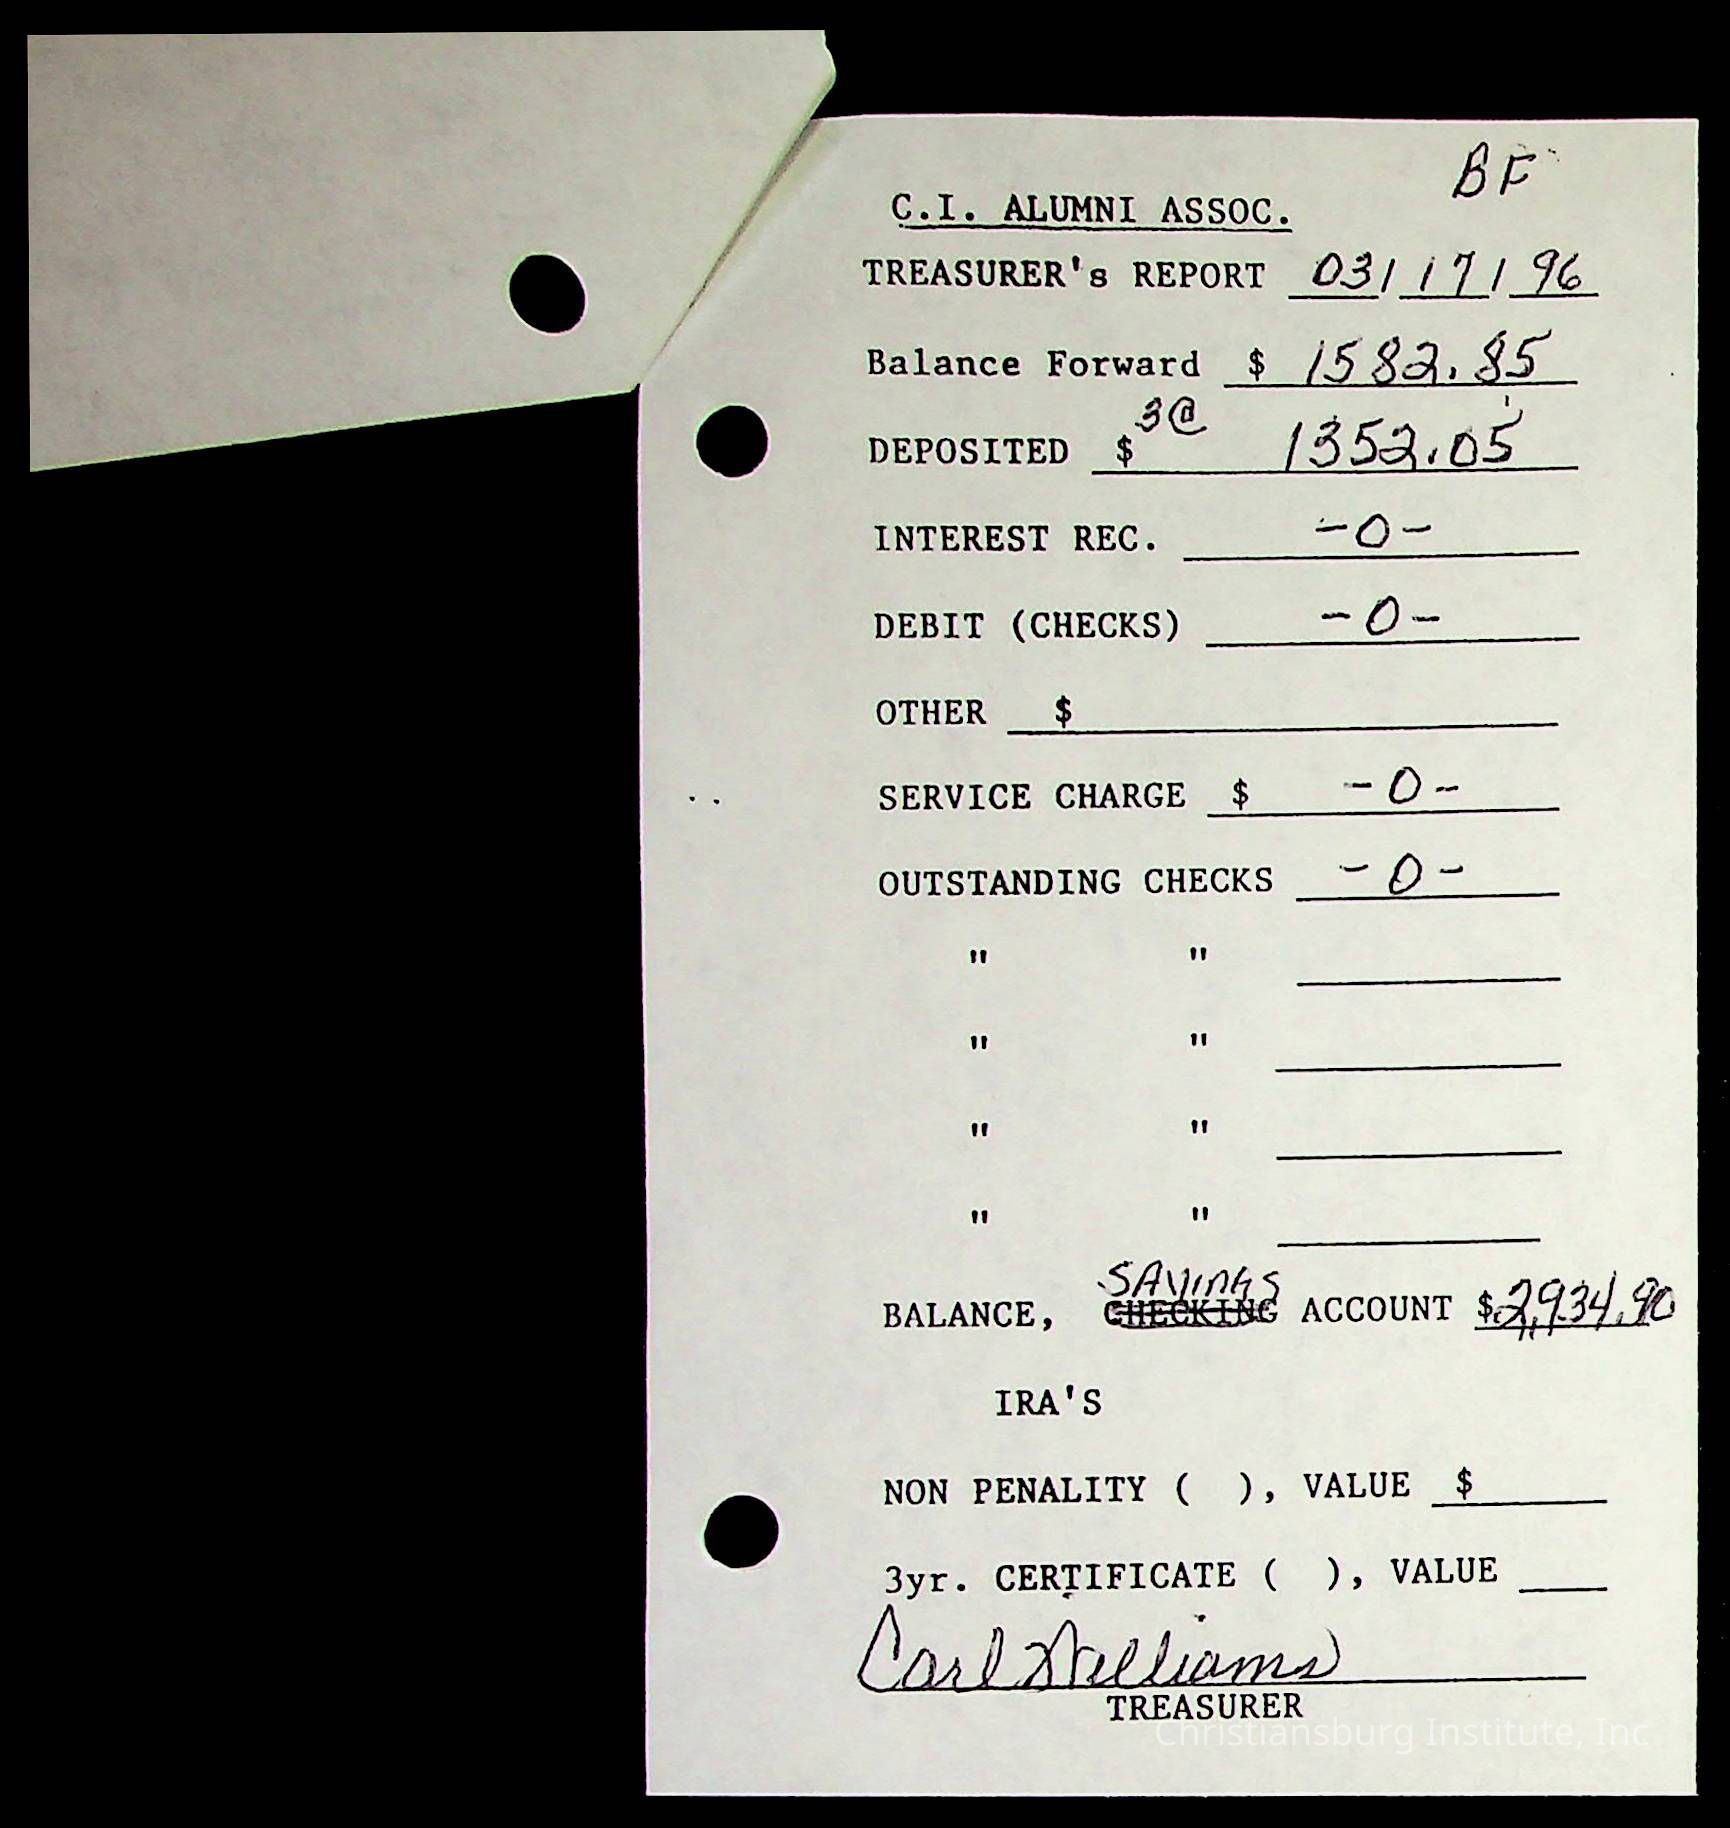 BF
C.I. ALUMNI ASSOC.
TREASURER's REPORT 03/17/96
Balance Forward $ 1582.85
DEPOSITED $ 3@ 1352.05
INTEREST REC. -0-
DEBIT (CHECKS) -0-
OTHER $
SERVICE CHARGE $ -0-
OUTSTANDING CHECKS -0-
" "
" "
" "
" "
SAVINGS
BALANCE, CHECKING ACCOUNT $2,934.90
IRA'S
NON PENALITY ( ), VALUE $
3yr. CERTIFICATE ( ), VALUE
Carl Williams
TREASURER
Christiansburg Institute, Inc